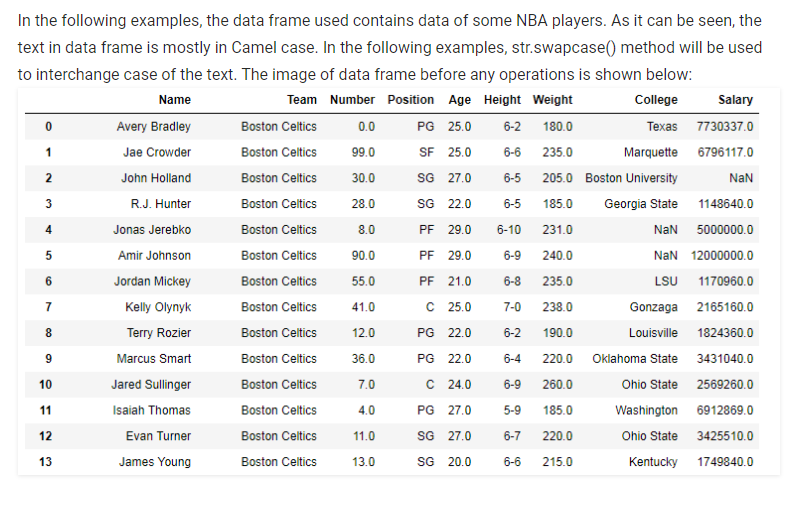 In the following examples, the data frame used contains data of some NBA players. As it can be seen, the
text in data frame is mostly in Camel case. In the following examples, str.swapcase() method will be used
to interchange case of the text. The image of data frame before any operations is shown below:
Name Team Number Position Age Height Weight College Salary
0 Avery Bradley Boston Celtics 0.0 PG 25.0 6-2 180.0 Texas 7730337.0
1 Jae Crowder Boston Celtics 99.0 SF 25.0 6-6 235.0 Marquette 6796117.0
2 John Holland Boston Celtics 30.0 SG 27.0 6-5 205.0 Boston University NaN
3 R.J. Hunter Boston Celtics 28.0 SG 22.0 6-5 185.0 Georgia State 1148640.0
4 Jonas Jerebko Boston Celtics 8.0 PF 29.0 6-10 231.0 NaN 5000000.0
5 Amir Johnson Boston Celtics 90.0 PF 29.0 6-9 240.0 NaN 12000000.0
6 Jordan Mickey Boston Celtics 55.0 PF 21.0 6-8 235.0 LSU 1170960.0
7 Kelly Olynyk Boston Celtics 41.0 C 25.0 7-0 238.0 Gonzaga 2165160.0
8 Terry Rozier Boston Celtics 12.0 PG 22.0 6-2 190.0 Louisville 1824360.0
9 Marcus Smart Boston Celtics 36.0 PG 22.0 6-4 220.0 Oklahoma State 3431040.0
10 Jared Sullinger Boston Celtics 7.0 C 24.0 6-9 260.0 Ohio State 2569260.0
11 Isaiah Thomas Boston Celtics 4.0 PG 27.0 5-9 185.0 Washington 6912869.0
12 Evan Turner Boston Celtics 11.0 SG 27.0 6-7 220.0 Ohio State 3425510.0
13 James Young Boston Celtics 13.0 SG 20.0 6-6 215.0 Kentucky 1749840.0